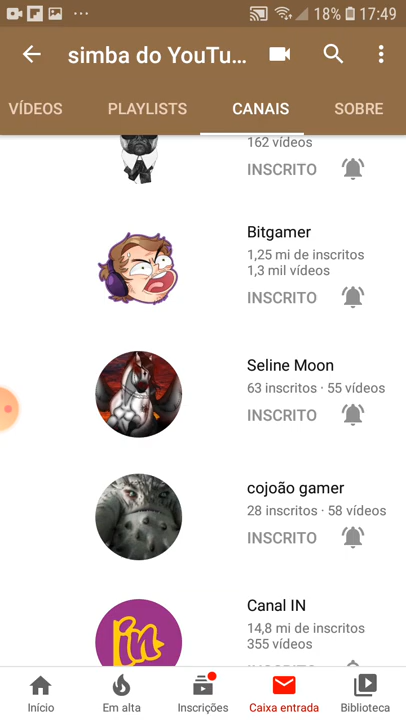 18% 17:49
simba do YouTu...
VÍDEOS PLAYLISTS CANAIS SOBRE
162 vídeos
INSCRITO
Bitgamer
1,25 mi de inscritos
1,3 mil vídeos
INSCRITO
Seline Moon
63 inscritos · 55 vídeos
INSCRITO
cojoão gamer
28 inscritos · 58 vídeos
INSCRITO
Canal IN
14,8 mi de inscritos
355 vídeos
in
Início Em alta Inscrições Caixa entrada Biblioteca